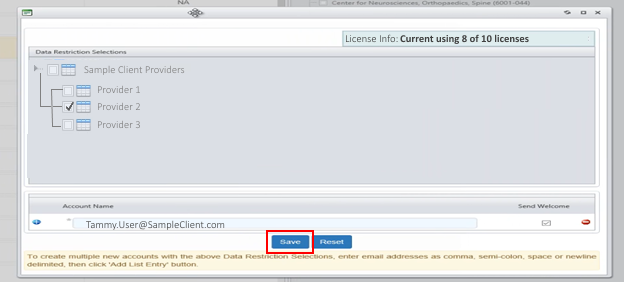 NA
Center for Neurosciences, Orthopaedics, Spine (6001-044)
License Info: Current using 8 of 10 licenses
Data Restriction Selections
Sample Client Providers
Provider 1
Provider 2
Provider 3
Account Name Send Welcome
* Tammy.User@SampleClient.com
Save Reset
To create multiple new accounts with the above Data Restriction Selections, enter email addresses as comma, semi-colon, space or newline
delimited, then click 'Add List Entry' button.